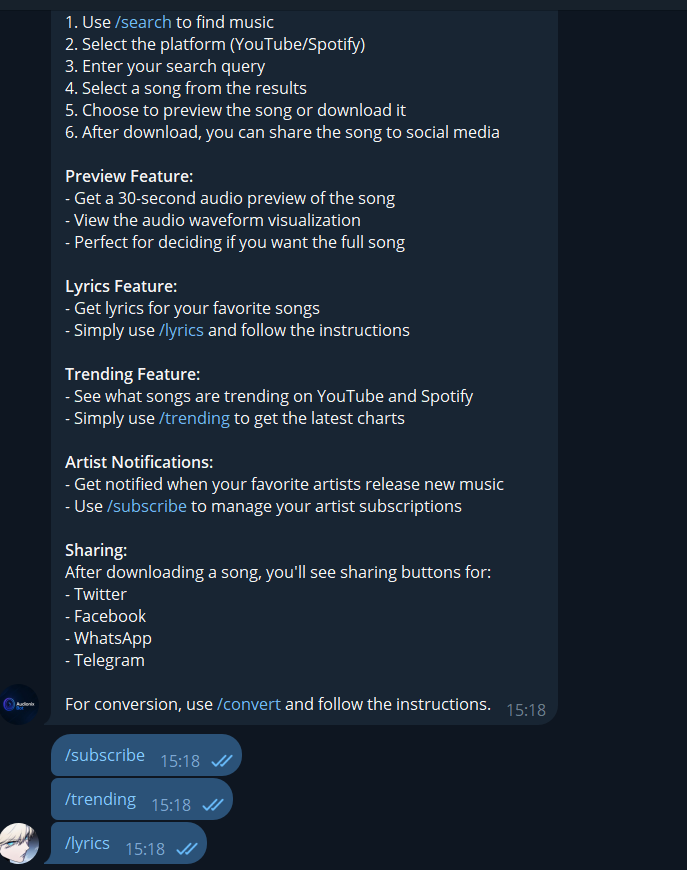 1. Use /search to find music
2. Select the platform (YouTube/Spotify)
3. Enter your search query
4. Select a song from the results
5. Choose to preview the song or download it
6. After download, you can share the song to social media
Preview Feature:
- Get a 30-second audio preview of the song
- View the audio waveform visualization
- Perfect for deciding if you want the full song
Lyrics Feature:
- Get lyrics for your favorite songs
- Simply use /lyrics and follow the instructions
Trending Feature:
- See what songs are trending on YouTube and Spotify
- Simply use /trending to get the latest charts
Artist Notifications:
- Get notified when your favorite artists release new music
- Use /subscribe to manage your artist subscriptions
Sharing:
After downloading a song, you'll see sharing buttons for:
- Twitter
- Facebook
- WhatsApp
- Telegram
For conversion, use /convert and follow the instructions. 15:18
/subscribe 15:18
/trending 15:18
/lyrics 15:18